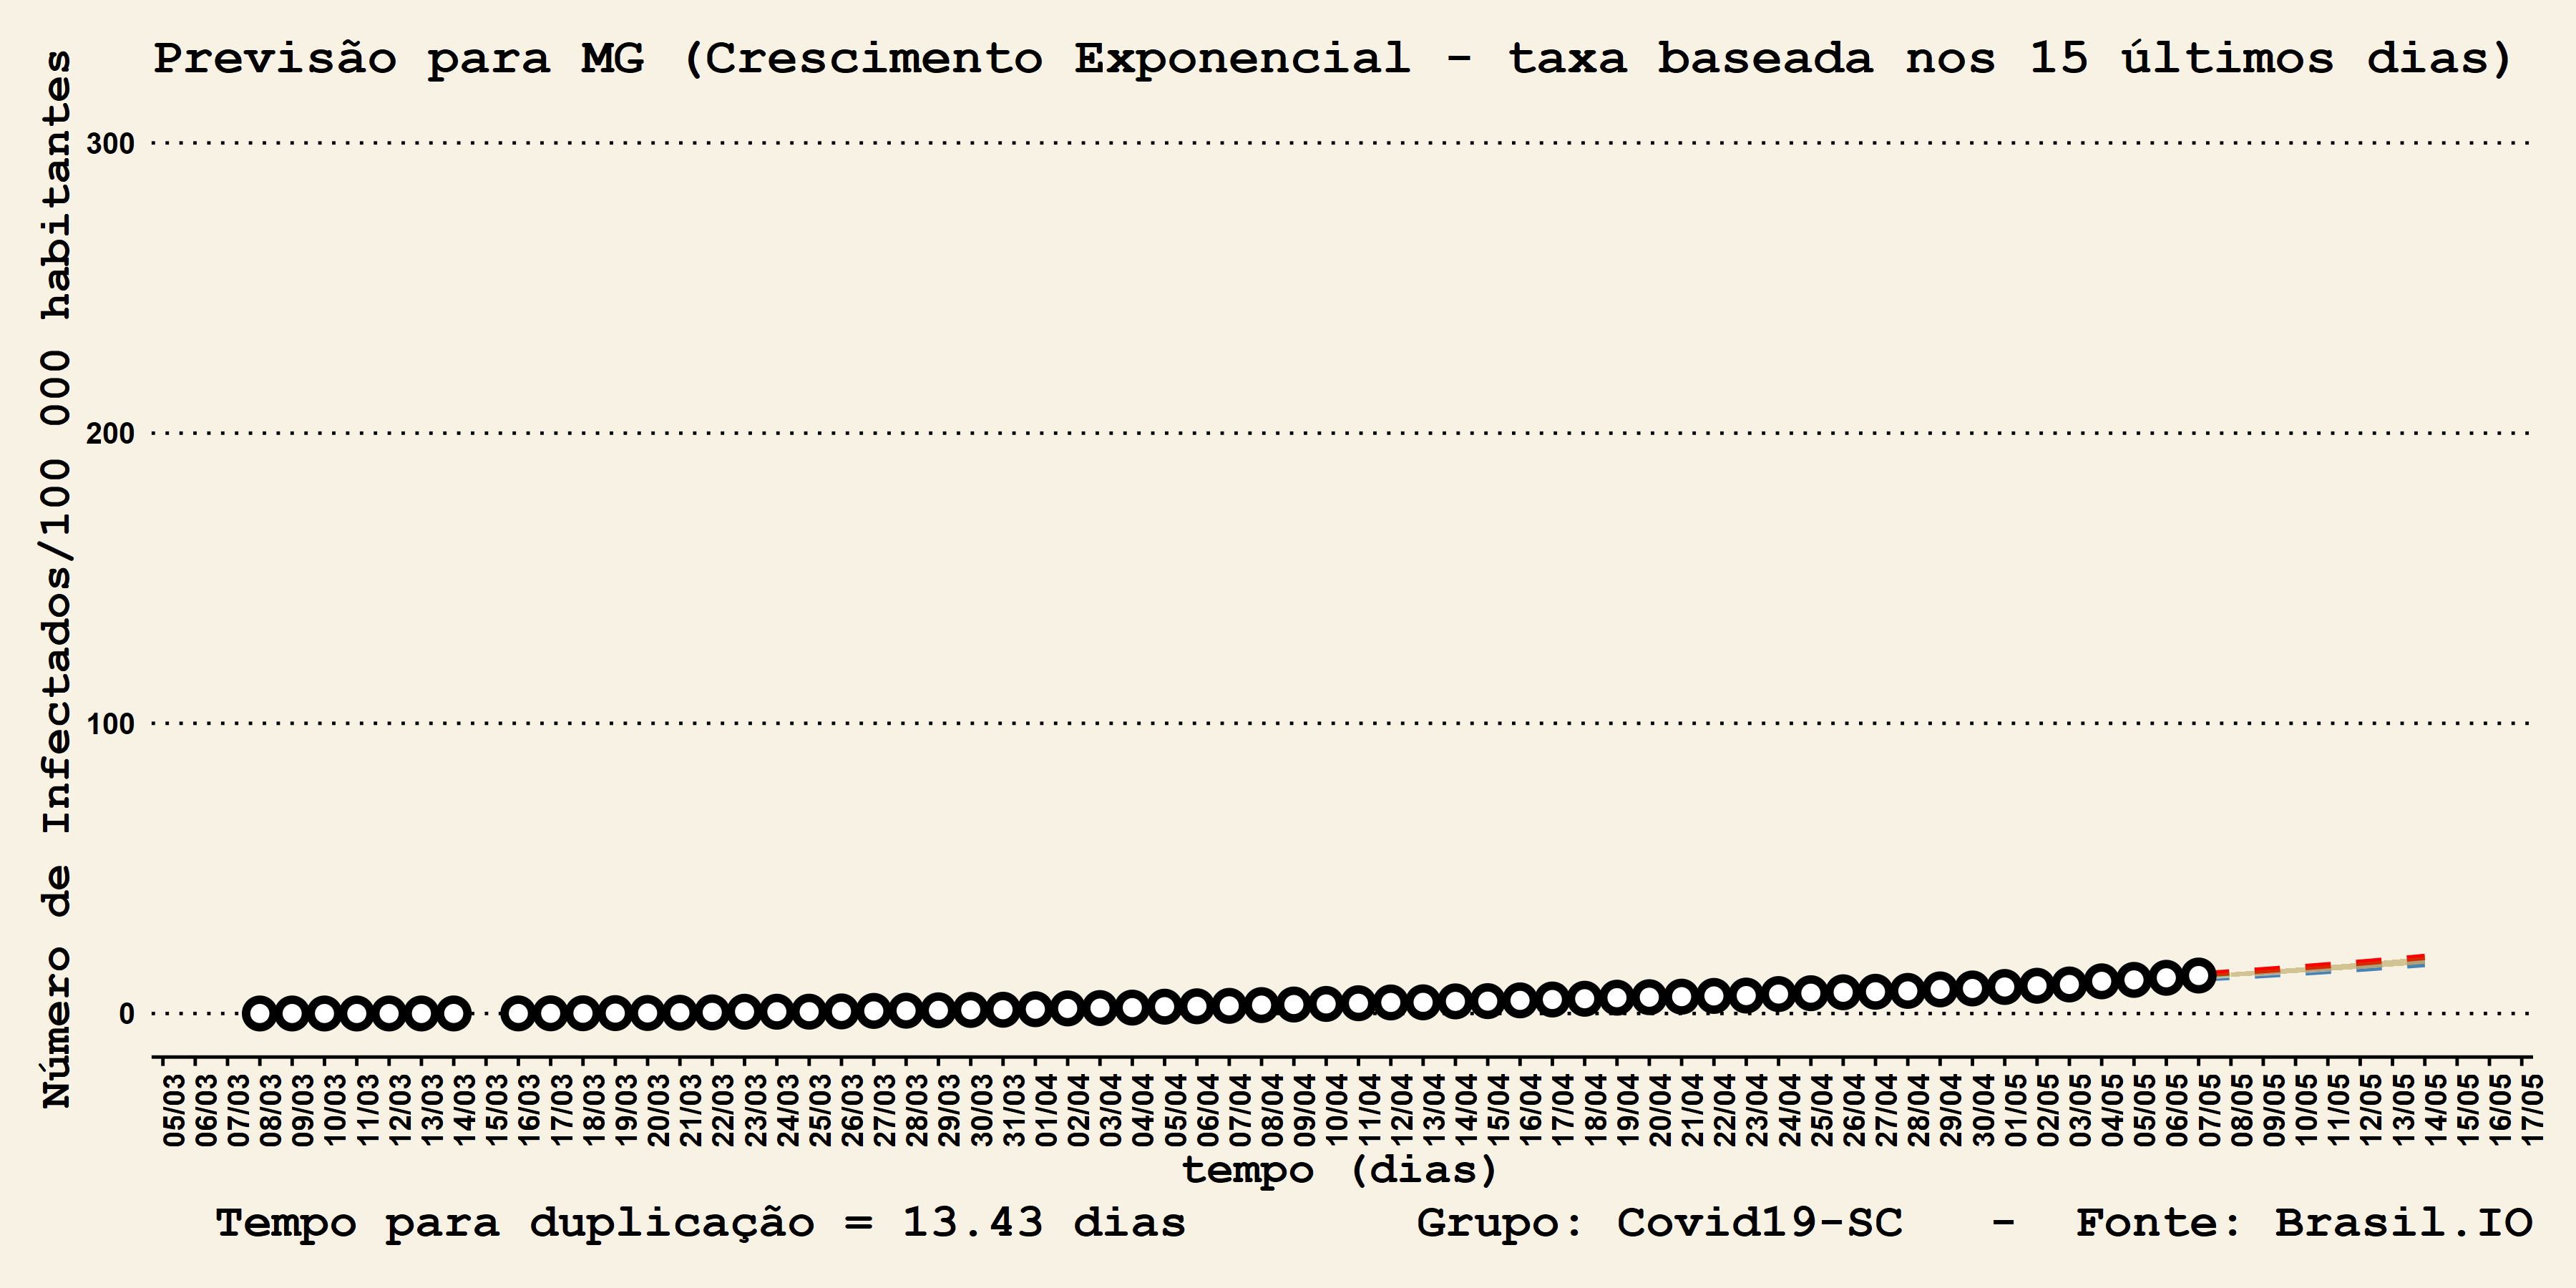 Previsão para MG (Crescimento Exponencial - taxa baseada nos 15 últimos dias)
Número de Infectados/100 000 habitantes
300
200
100
0
05/03 06/03 07/03 08/03 09/03 10/03 11/03 12/03 13/03 14/03 15/03 16/03 17/03 18/03 19/03 20/03 21/03 22/03 23/03 24/03 25/03 26/03 27/03 28/03 29/03 30/03 31/03 01/04 02/04 03/04 04/04 05/04 06/04 07/04 08/04 09/04 10/04 11/04 12/04 13/04 14/04 15/04 16/04 17/04 18/04 19/04 20/04 21/04 22/04 23/04 24/04 25/04 26/04 27/04 28/04 29/04 30/04 01/05 02/05 03/05 04/05 05/05 06/05 07/05 08/05 09/05 10/05 11/05 12/05 13/05 14/05 15/05 16/05 17/05
tempo (dias)
Tempo para duplicação = 13.43 dias Grupo: Covid19-SC - Fonte: Brasil.IO